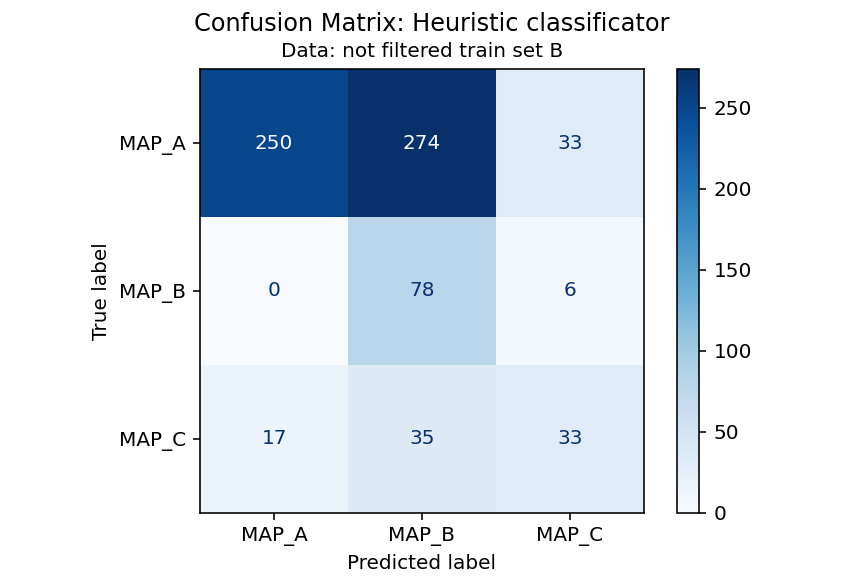 Confusion Matrix: Heuristic classificator
Data: not filtered train set B
MAP_A 250 274 33
MAP_B 0 78 6
MAP_C 17 35 33
MAP_A MAP_B MAP_C
Predicted label
True label
250
200
150
100
50
0